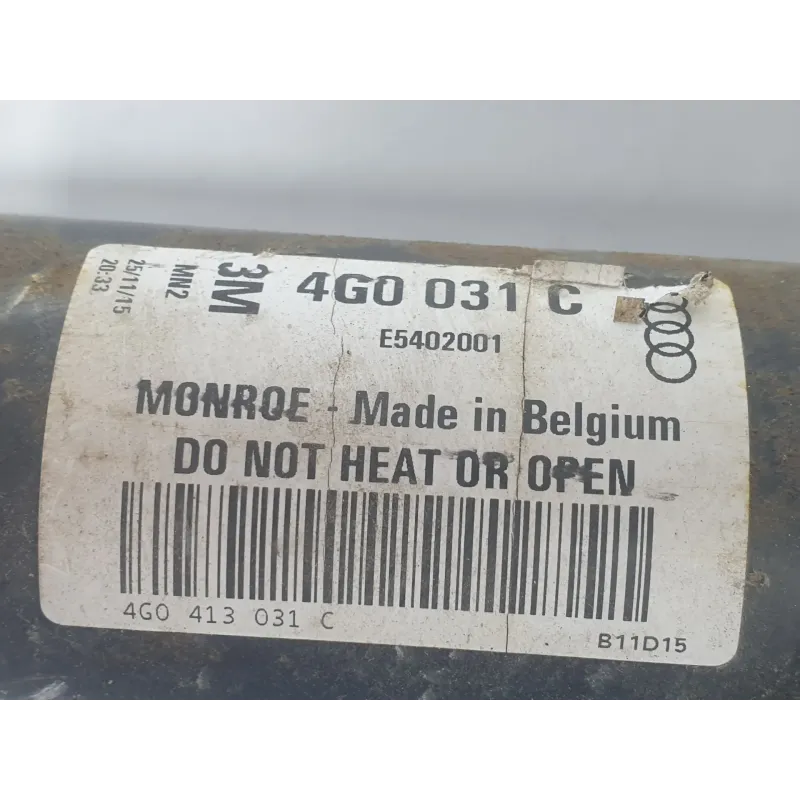 25/11/15
20:33
MN2
3M
4G0 031 C
E5402001
MONROE - Made in Belgium
DO NOT HEAT OR OPEN
4G0 413 031 C
B11D15